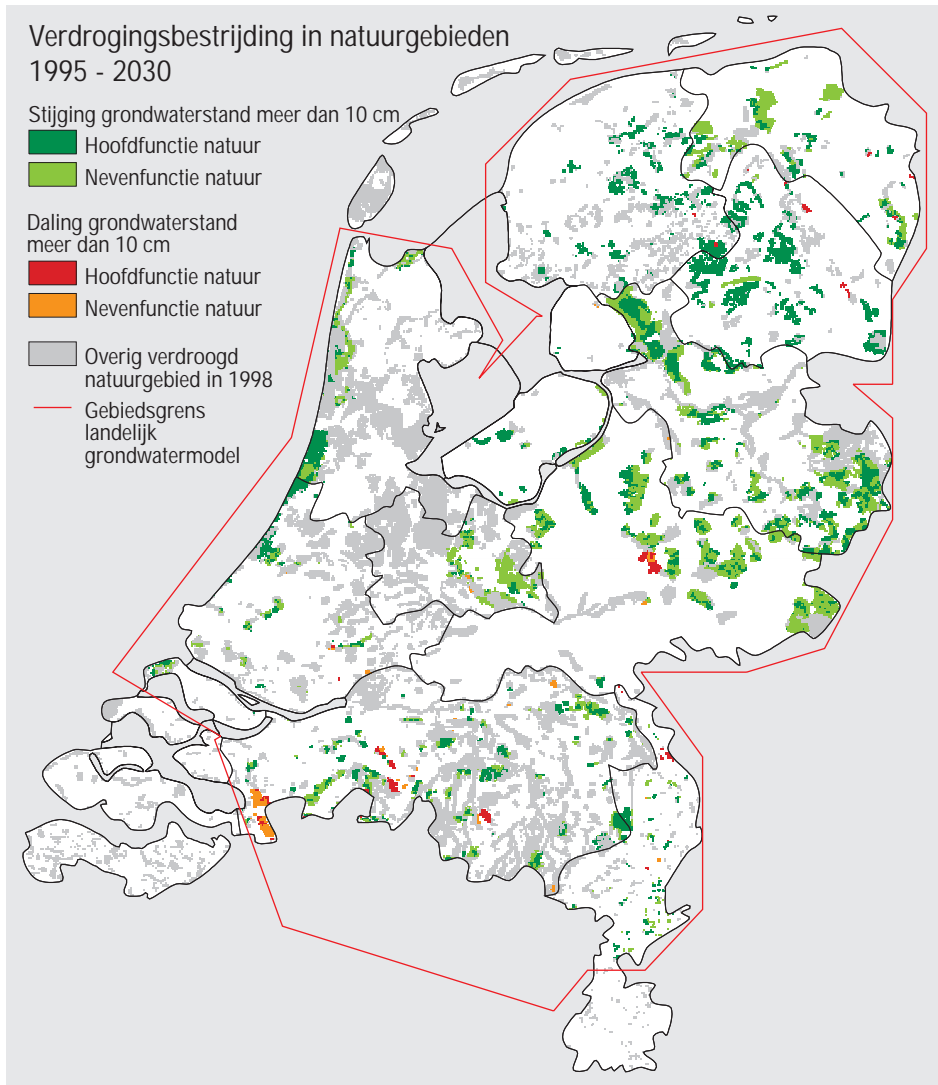 Verdrogingsbestrijding in natuurgebieden
1995 - 2030
Stijging grondwaterstand meer dan 10 cm
Hoofdfunctie natuur
Nevenfunctie natuur
Daling grondwaterstand
meer dan 10 cm
Hoofdfunctie natuur
Nevenfunctie natuur
Overig verdroogd
natuurgebied in 1998
Gebiedsgrens
landelijk
grondwatermodel